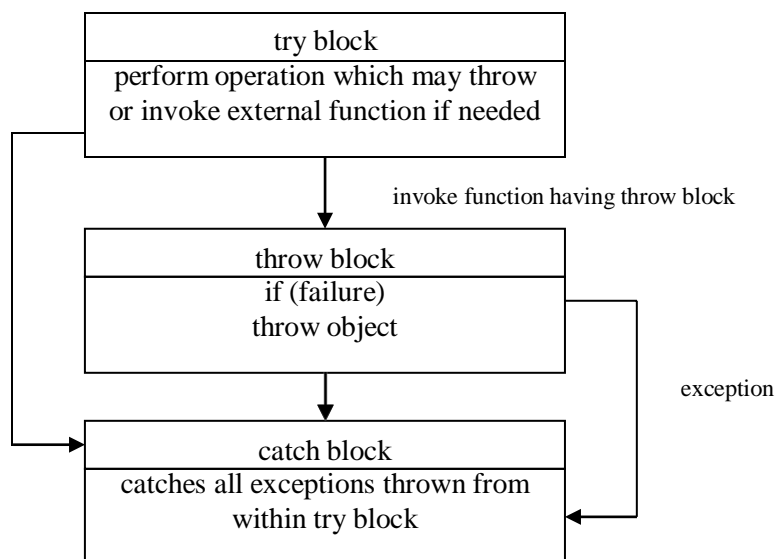 try block
perform operation which may throw
or invoke external function if needed
invoke function having throw block
throw block
if (failure)
throw object
exception
catch block
catches all exceptions thrown from
within try block